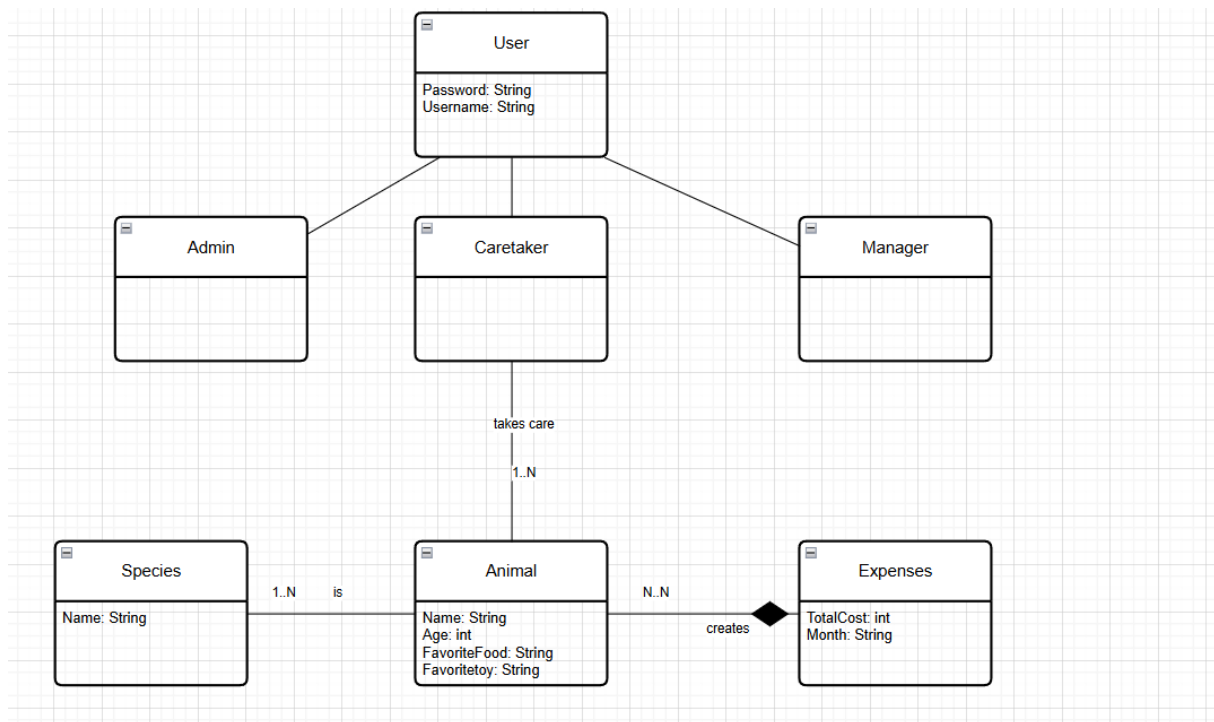 User
Password: String
Username: String
Admin
Caretaker
Manager
takes care
1..N
Species
Name: String
1..N
is
Animal
Name: String
Age: int
FavoriteFood: String
Favoritetoy: String
N..N
creates
Expenses
TotalCost: int
Month: String